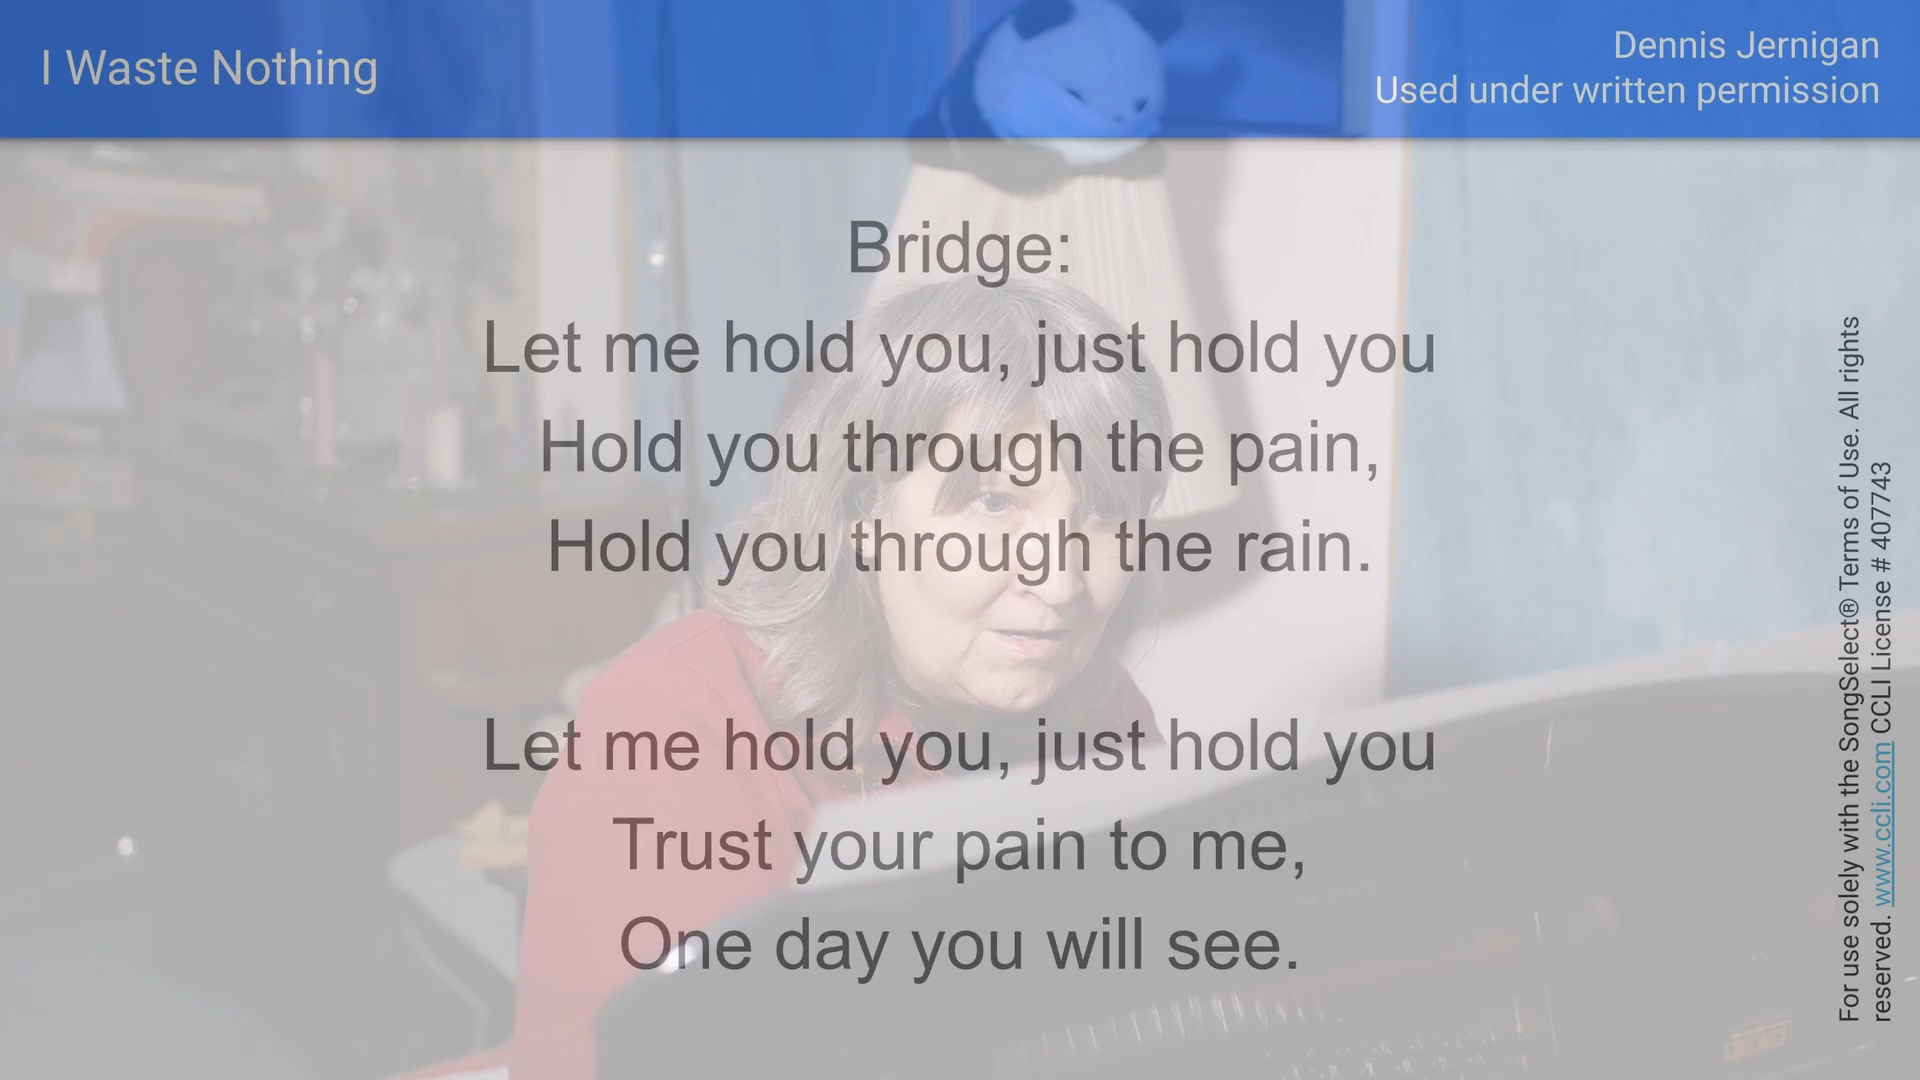 I Waste Nothing
Dennis Jernigan
Used under written permission
Bridge:
Let me hold you, just hold you
Hold you through the pain,
Hold you through the rain.
Let me hold you, just hold you
Trust your pain to me,
One day you will see.
For use solely with the SongSelect® Terms of Use. All rights
reserved. www.ccli.com CCLI License # 407743